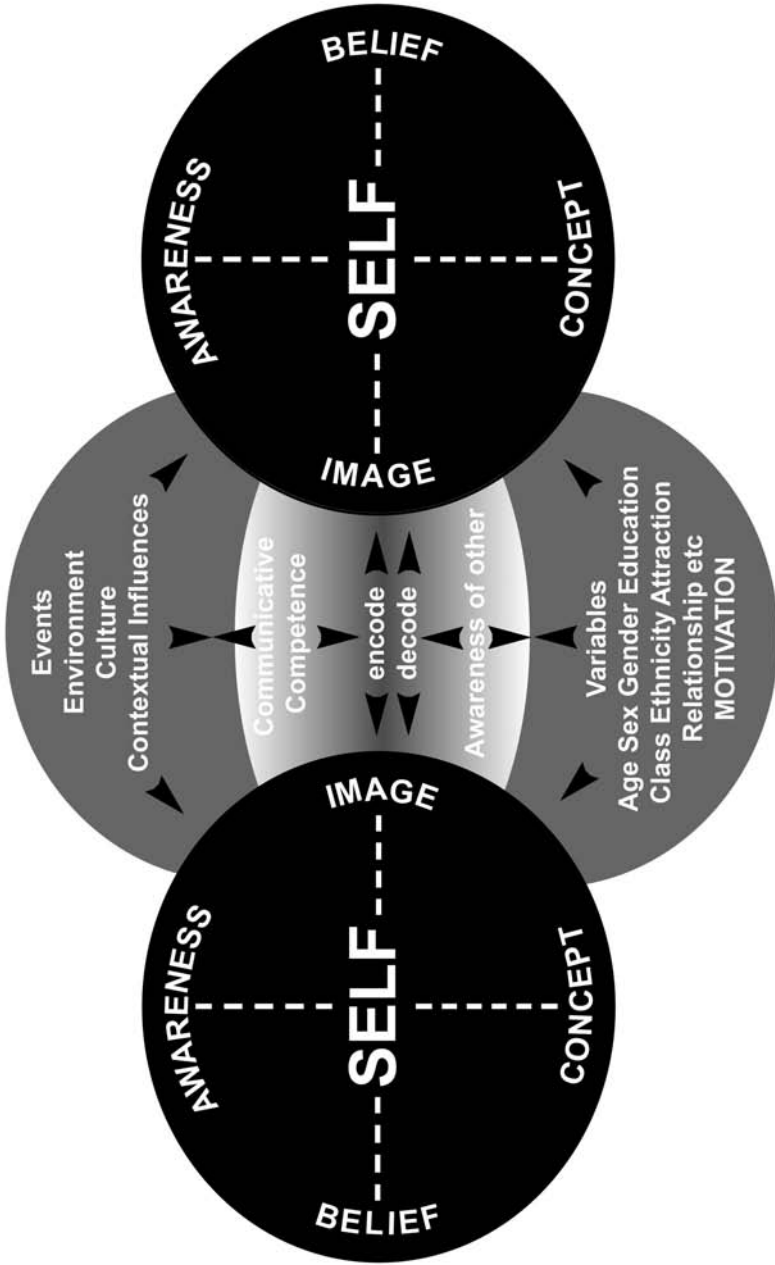 AWARENESS
BELIEF
SELF
IMAGE
CONCEPT
Events
Environment
Culture
Contextual Influences
Communicative
Competence
encode
decode
Awareness of other
Variables
Age Sex Gender Education
Class Ethnicity Attraction
Relationship etc
MOTIVATION
AWARENESS
IMAGE
SELF
BELIEF
CONCEPT